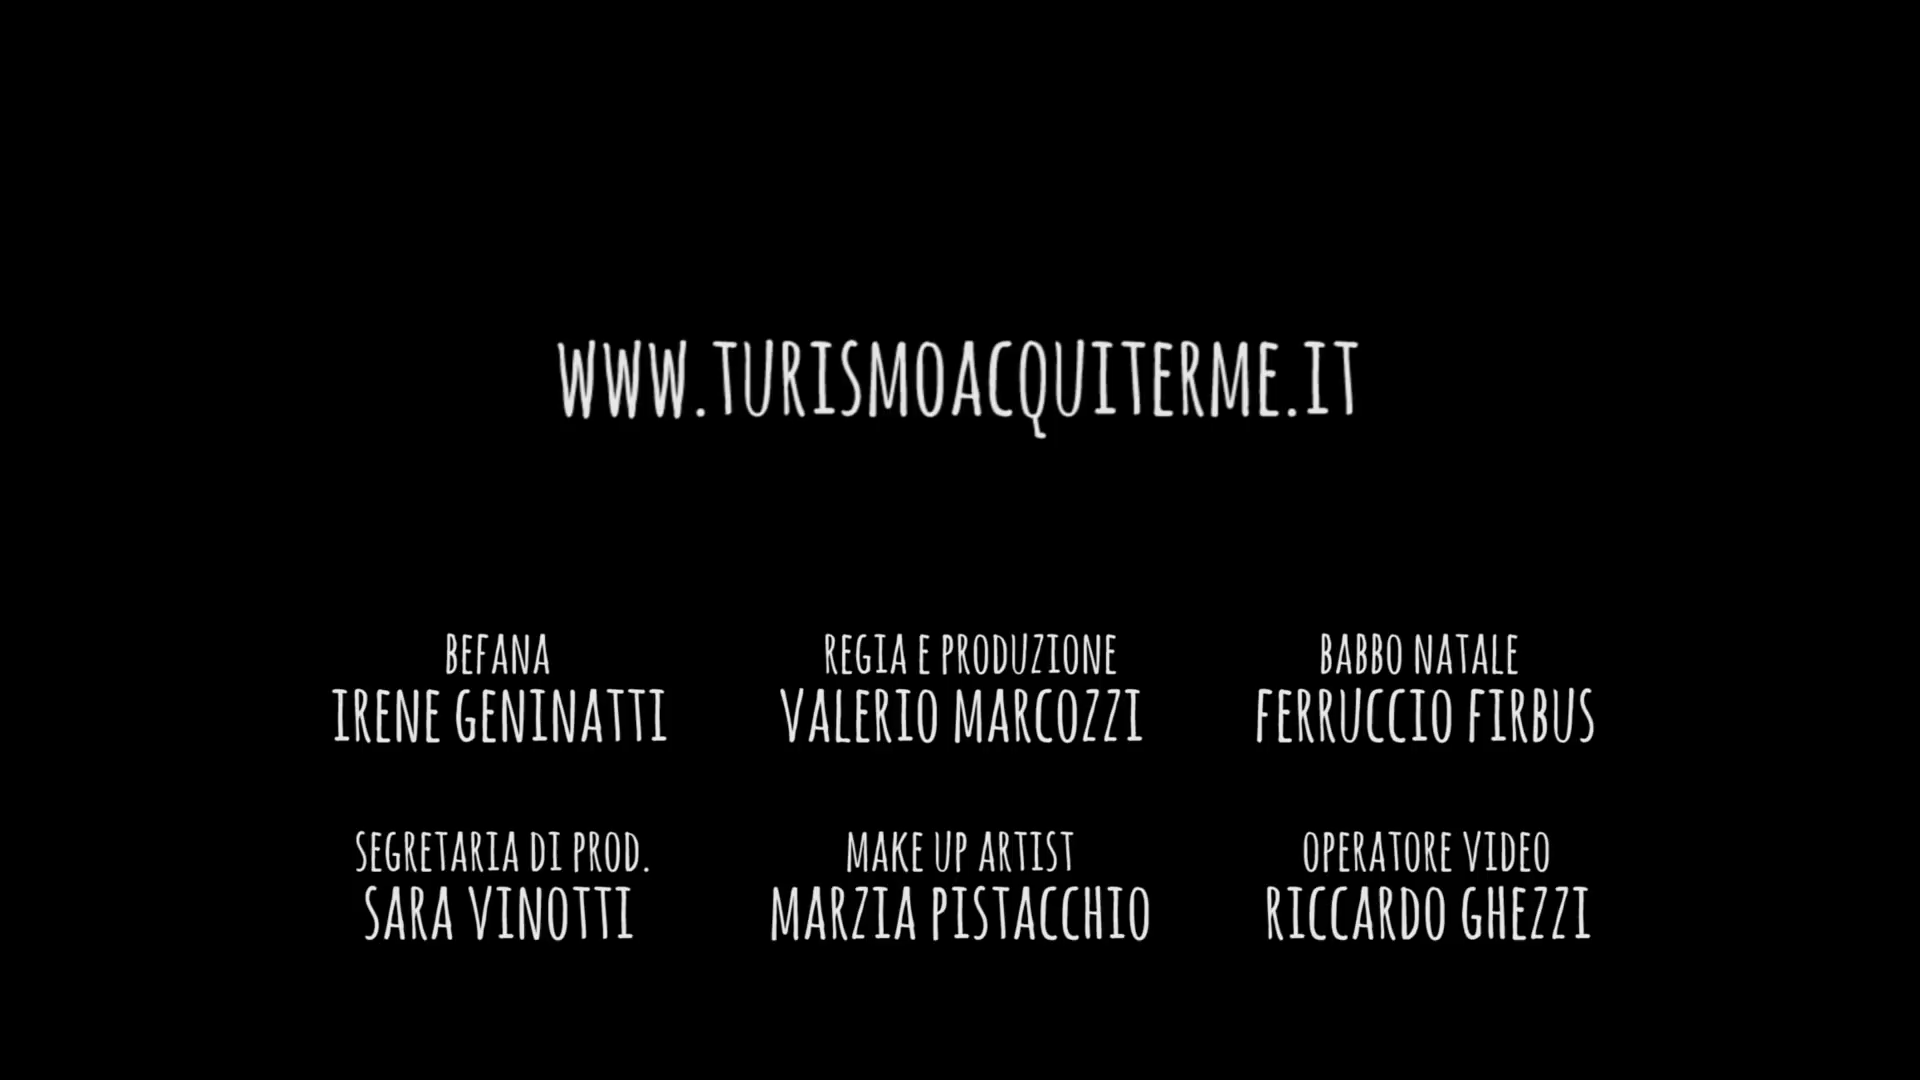 WWW.TURISMOACQUITERME.IT
BEFANA
IRENE GENINATTI
REGIA E PRODUZIONE
VALERIO MARCOZZI
BABBO NATALE
FERRUCCIO FIRBUS
SEGRETARIA DI PROD.
SARA VINOTTI
MAKE UP ARTIST
MARZIA PISTACCHIO
OPERATORE VIDEO
RICCARDO GHEZZI